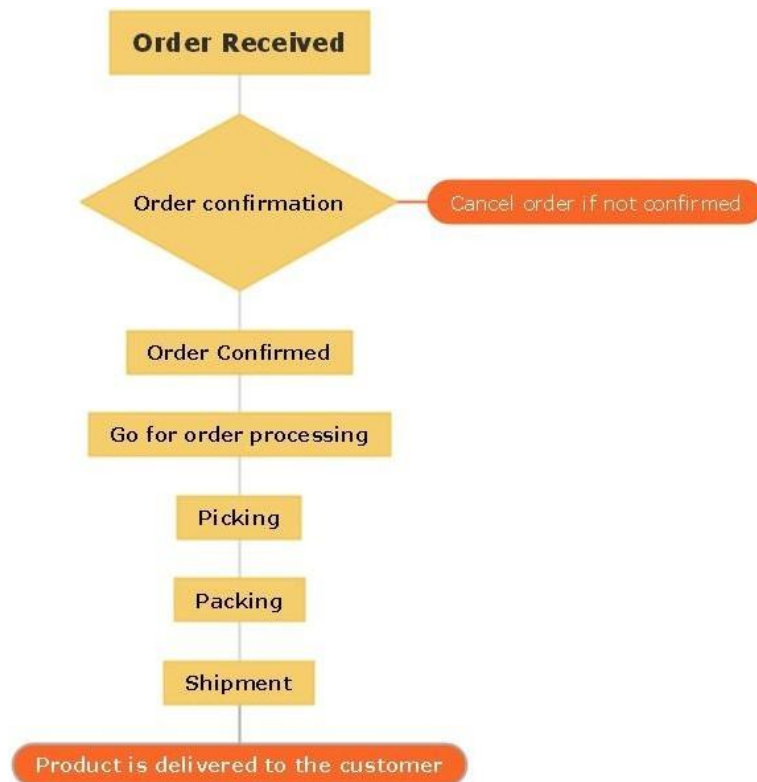 Order Received
Order confirmation
Cancel order if not confirmed
Order Confirmed
Go for order processing
Picking
Packing
Shipment
Product is delivered to the customer